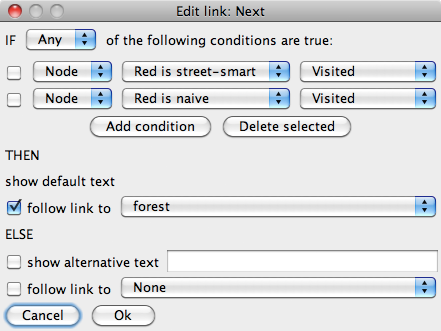 Edit link: Next
IF Any of the following conditions are true:
Node Red is street-smart Visited
Node Red is naive Visited
Add condition Delete selected
THEN
show default text
follow link to forest
ELSE
show alternative text
follow link to None
Cancel Ok